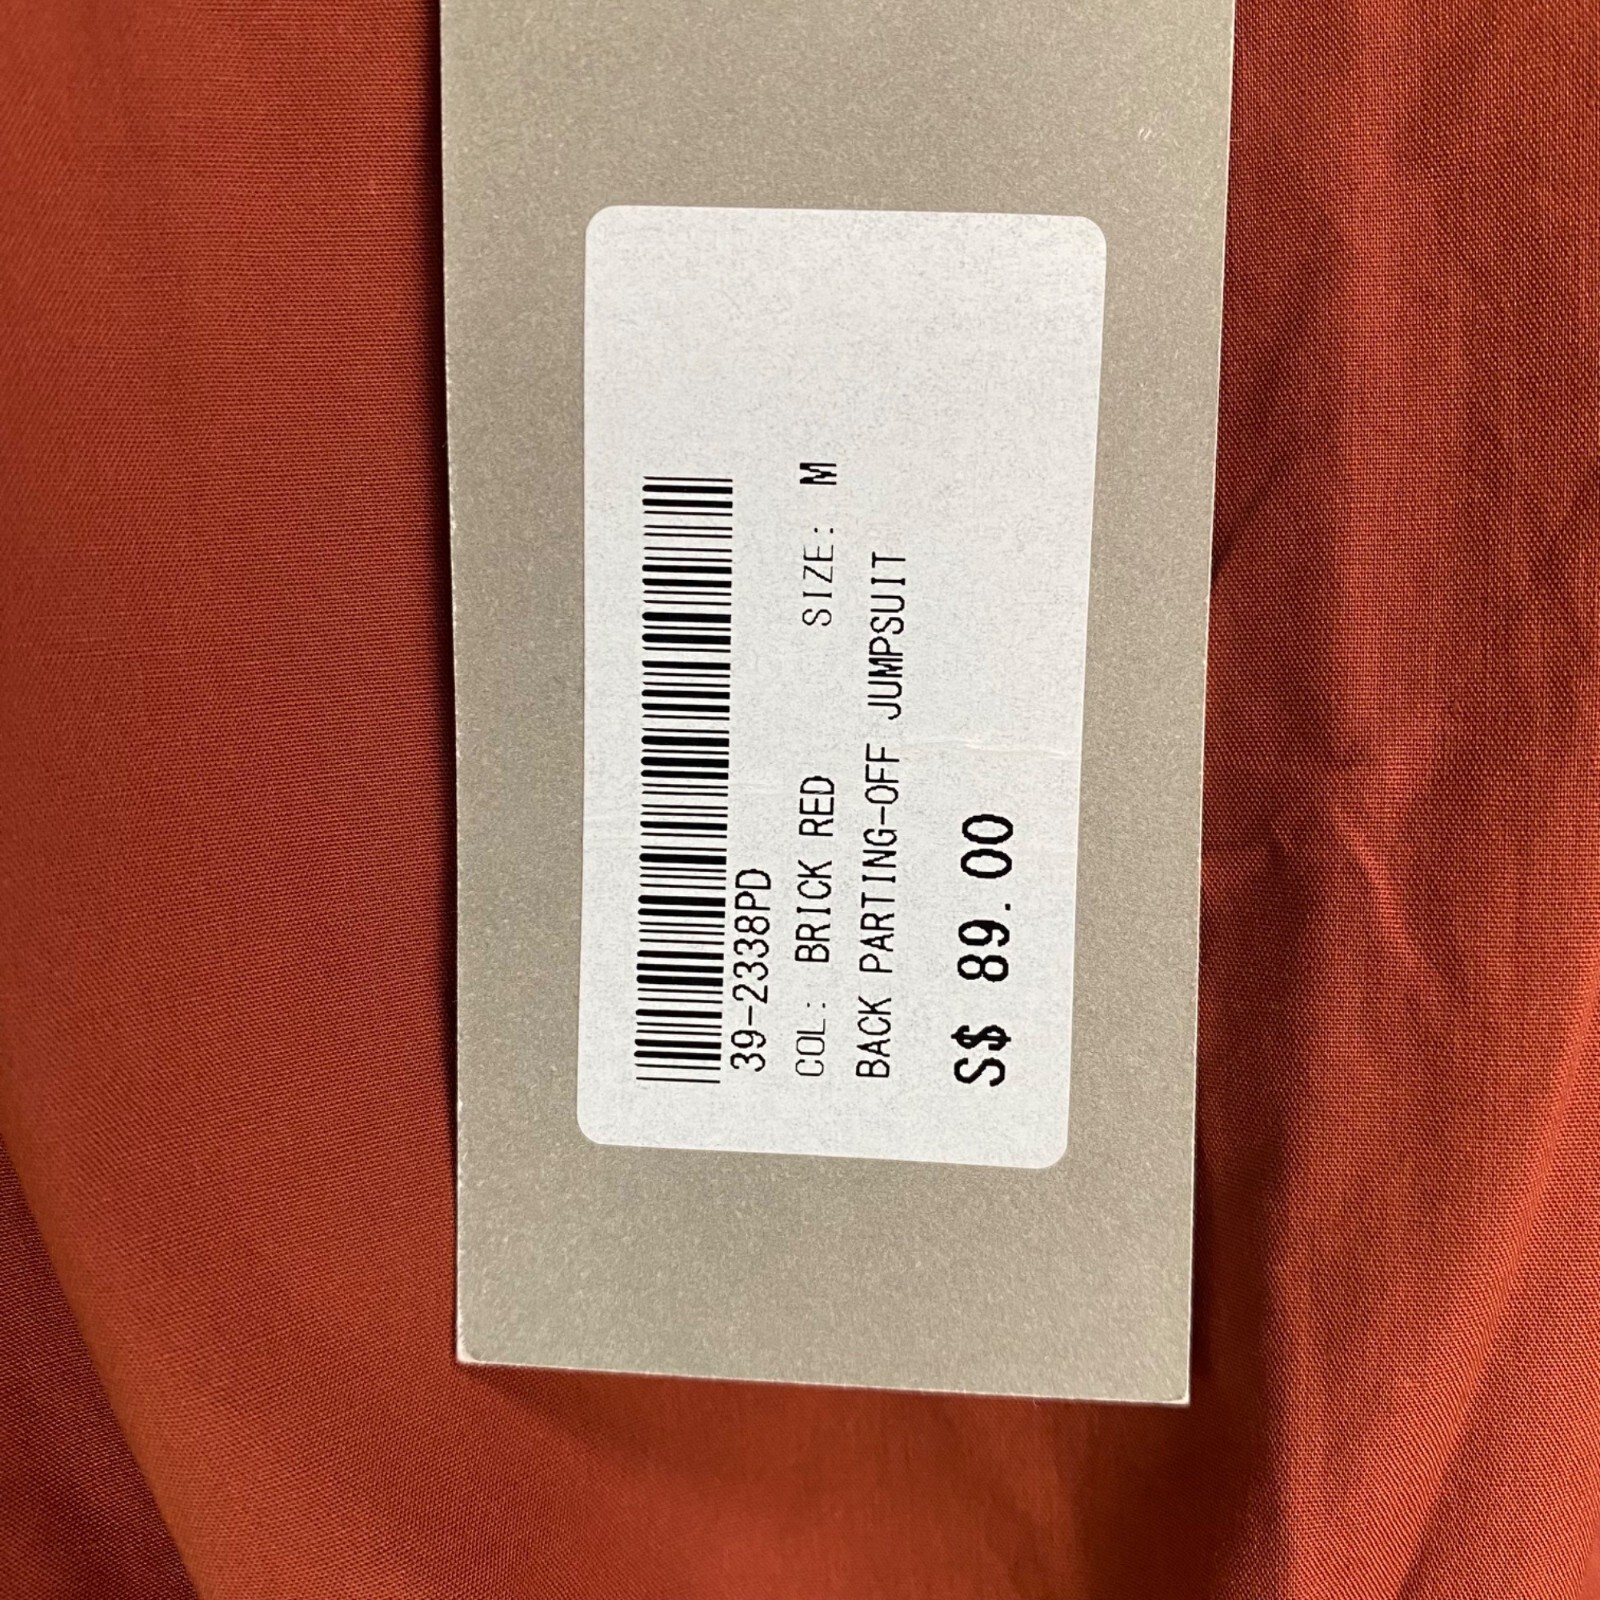 39-2338PD
COL: BRICK RED SIZE: M
BACK PARTING-OFF JUMPSUIT
S$ 89.00